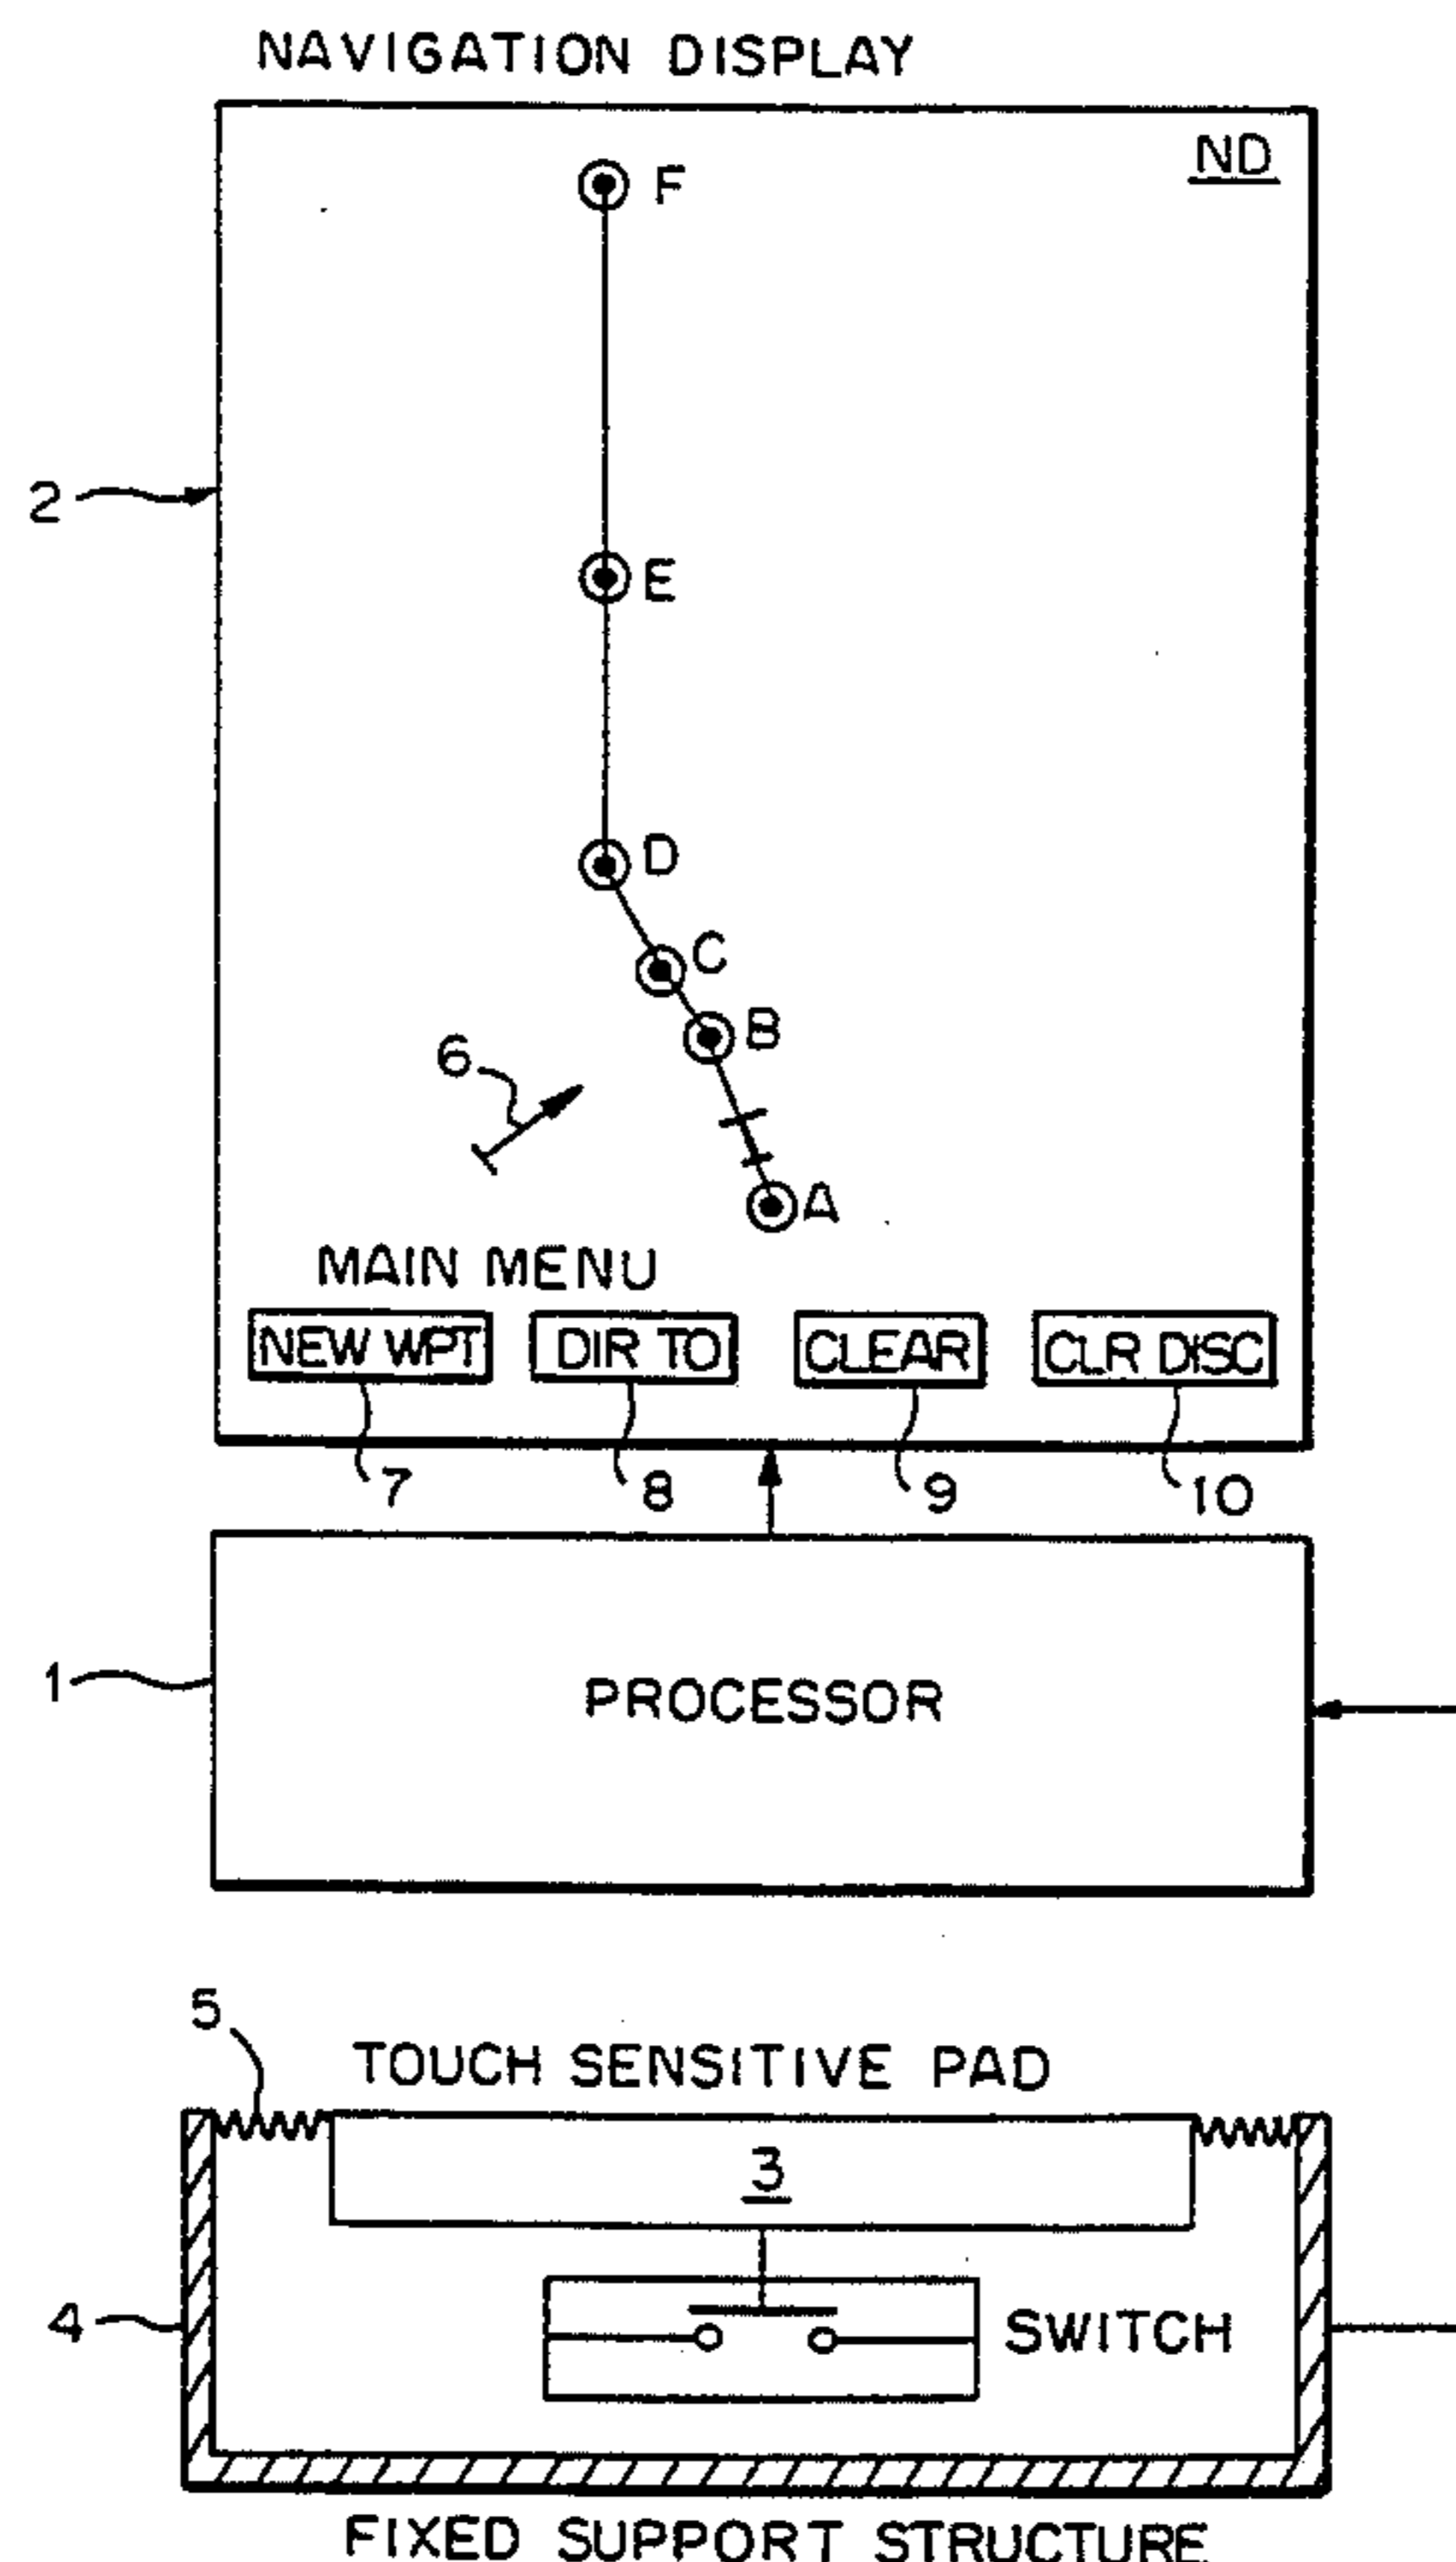 NAVIGATION DISPLAY
ND
F
2
E
D
C
B
6
A
MAIN MENU
NEW WPT DIR TO CLEAR CLR DISC
7 8 9 10
1 PROCESSOR
5
TOUCH SENSITIVE PAD
3
4 SWITCH
FIXED SUPPORT STRUCTURE